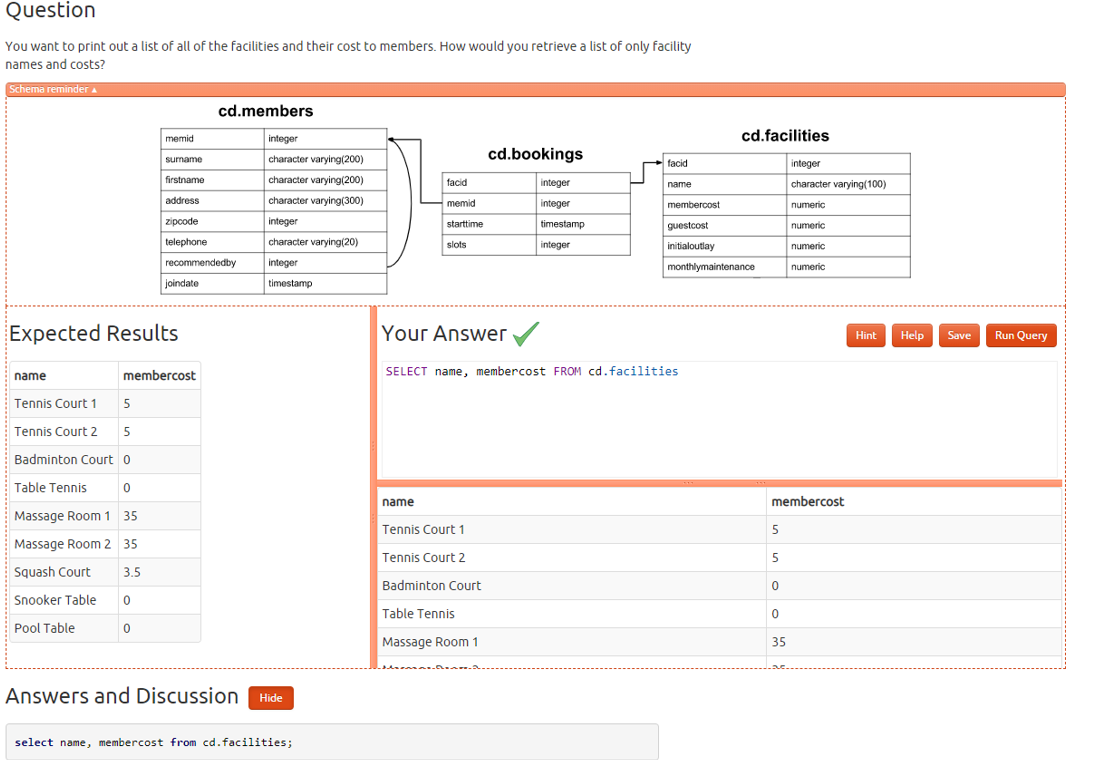 Question
You want to print out a list of all of the facilities and their cost to members. How would you retrieve a list of only facility
names and costs?
Schema reminder ▲
cd.members
memid integer
surname character varying(200)
firstname character varying(200)
address character varying(300)
zipcode integer
telephone character varying(20)
recommendedby integer
joindate timestamp
cd.bookings
facid integer
memid integer
starttime timestamp
slots integer
cd.facilities
facid integer
name character varying(100)
membercost numeric
guestcost numeric
initialoutlay numeric
monthlymaintenance numeric
Expected Results
name membercost
Tennis Court 1 5
Tennis Court 2 5
Badminton Court 0
Table Tennis 0
Massage Room 1 35
Massage Room 2 35
Squash Court 3.5
Snooker Table 0
Pool Table 0
Your Answer
Hint Help Save Run Query
SELECT name, membercost FROM cd.facilities
name membercost
Tennis Court 1 5
Tennis Court 2 5
Badminton Court 0
Table Tennis 0
Massage Room 1 35
Answers and Discussion Hide
select name, membercost from cd.facilities;